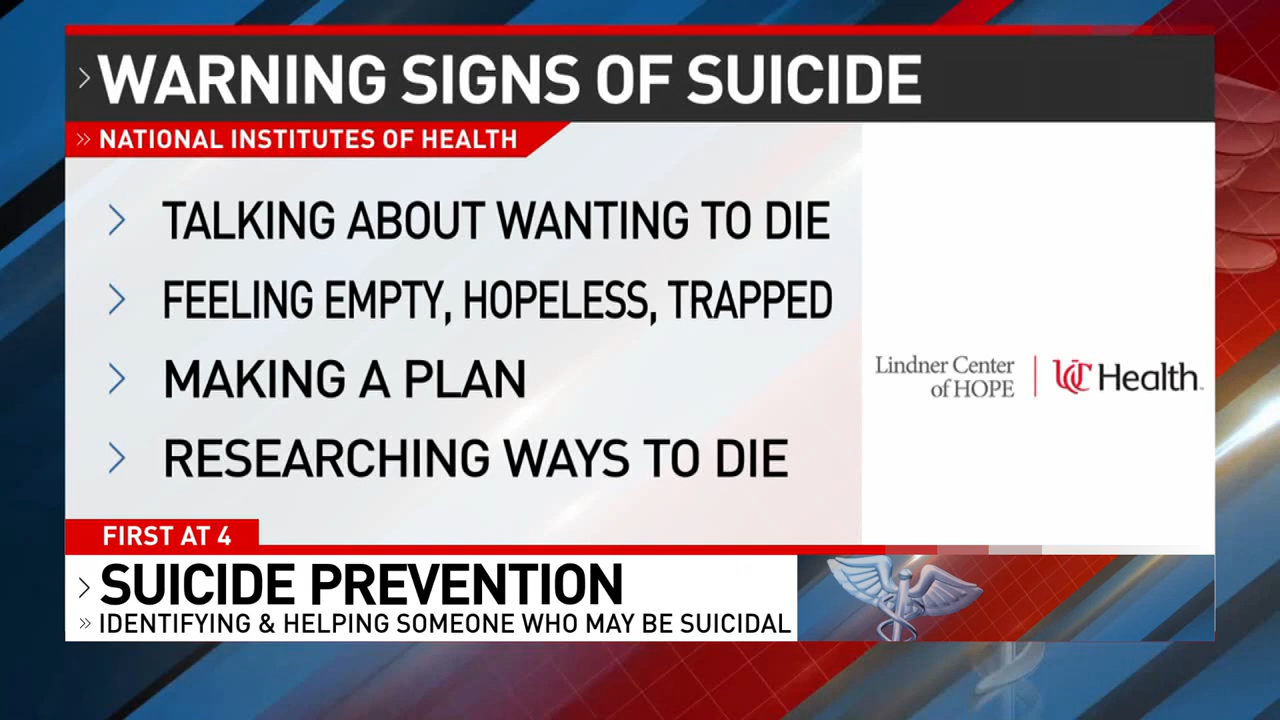 WARNING SIGNS OF SUICIDE
NATIONAL INSTITUTES OF HEALTH
TALKING ABOUT WANTING TO DIE
FEELING EMPTY, HOPELESS, TRAPPED
MAKING A PLAN
RESEARCHING WAYS TO DIE
Lindner Center
of HOPE
UC Health
FIRST AT 4
SUICIDE PREVENTION
IDENTIFYING & HELPING SOMEONE WHO MAY BE SUICIDAL